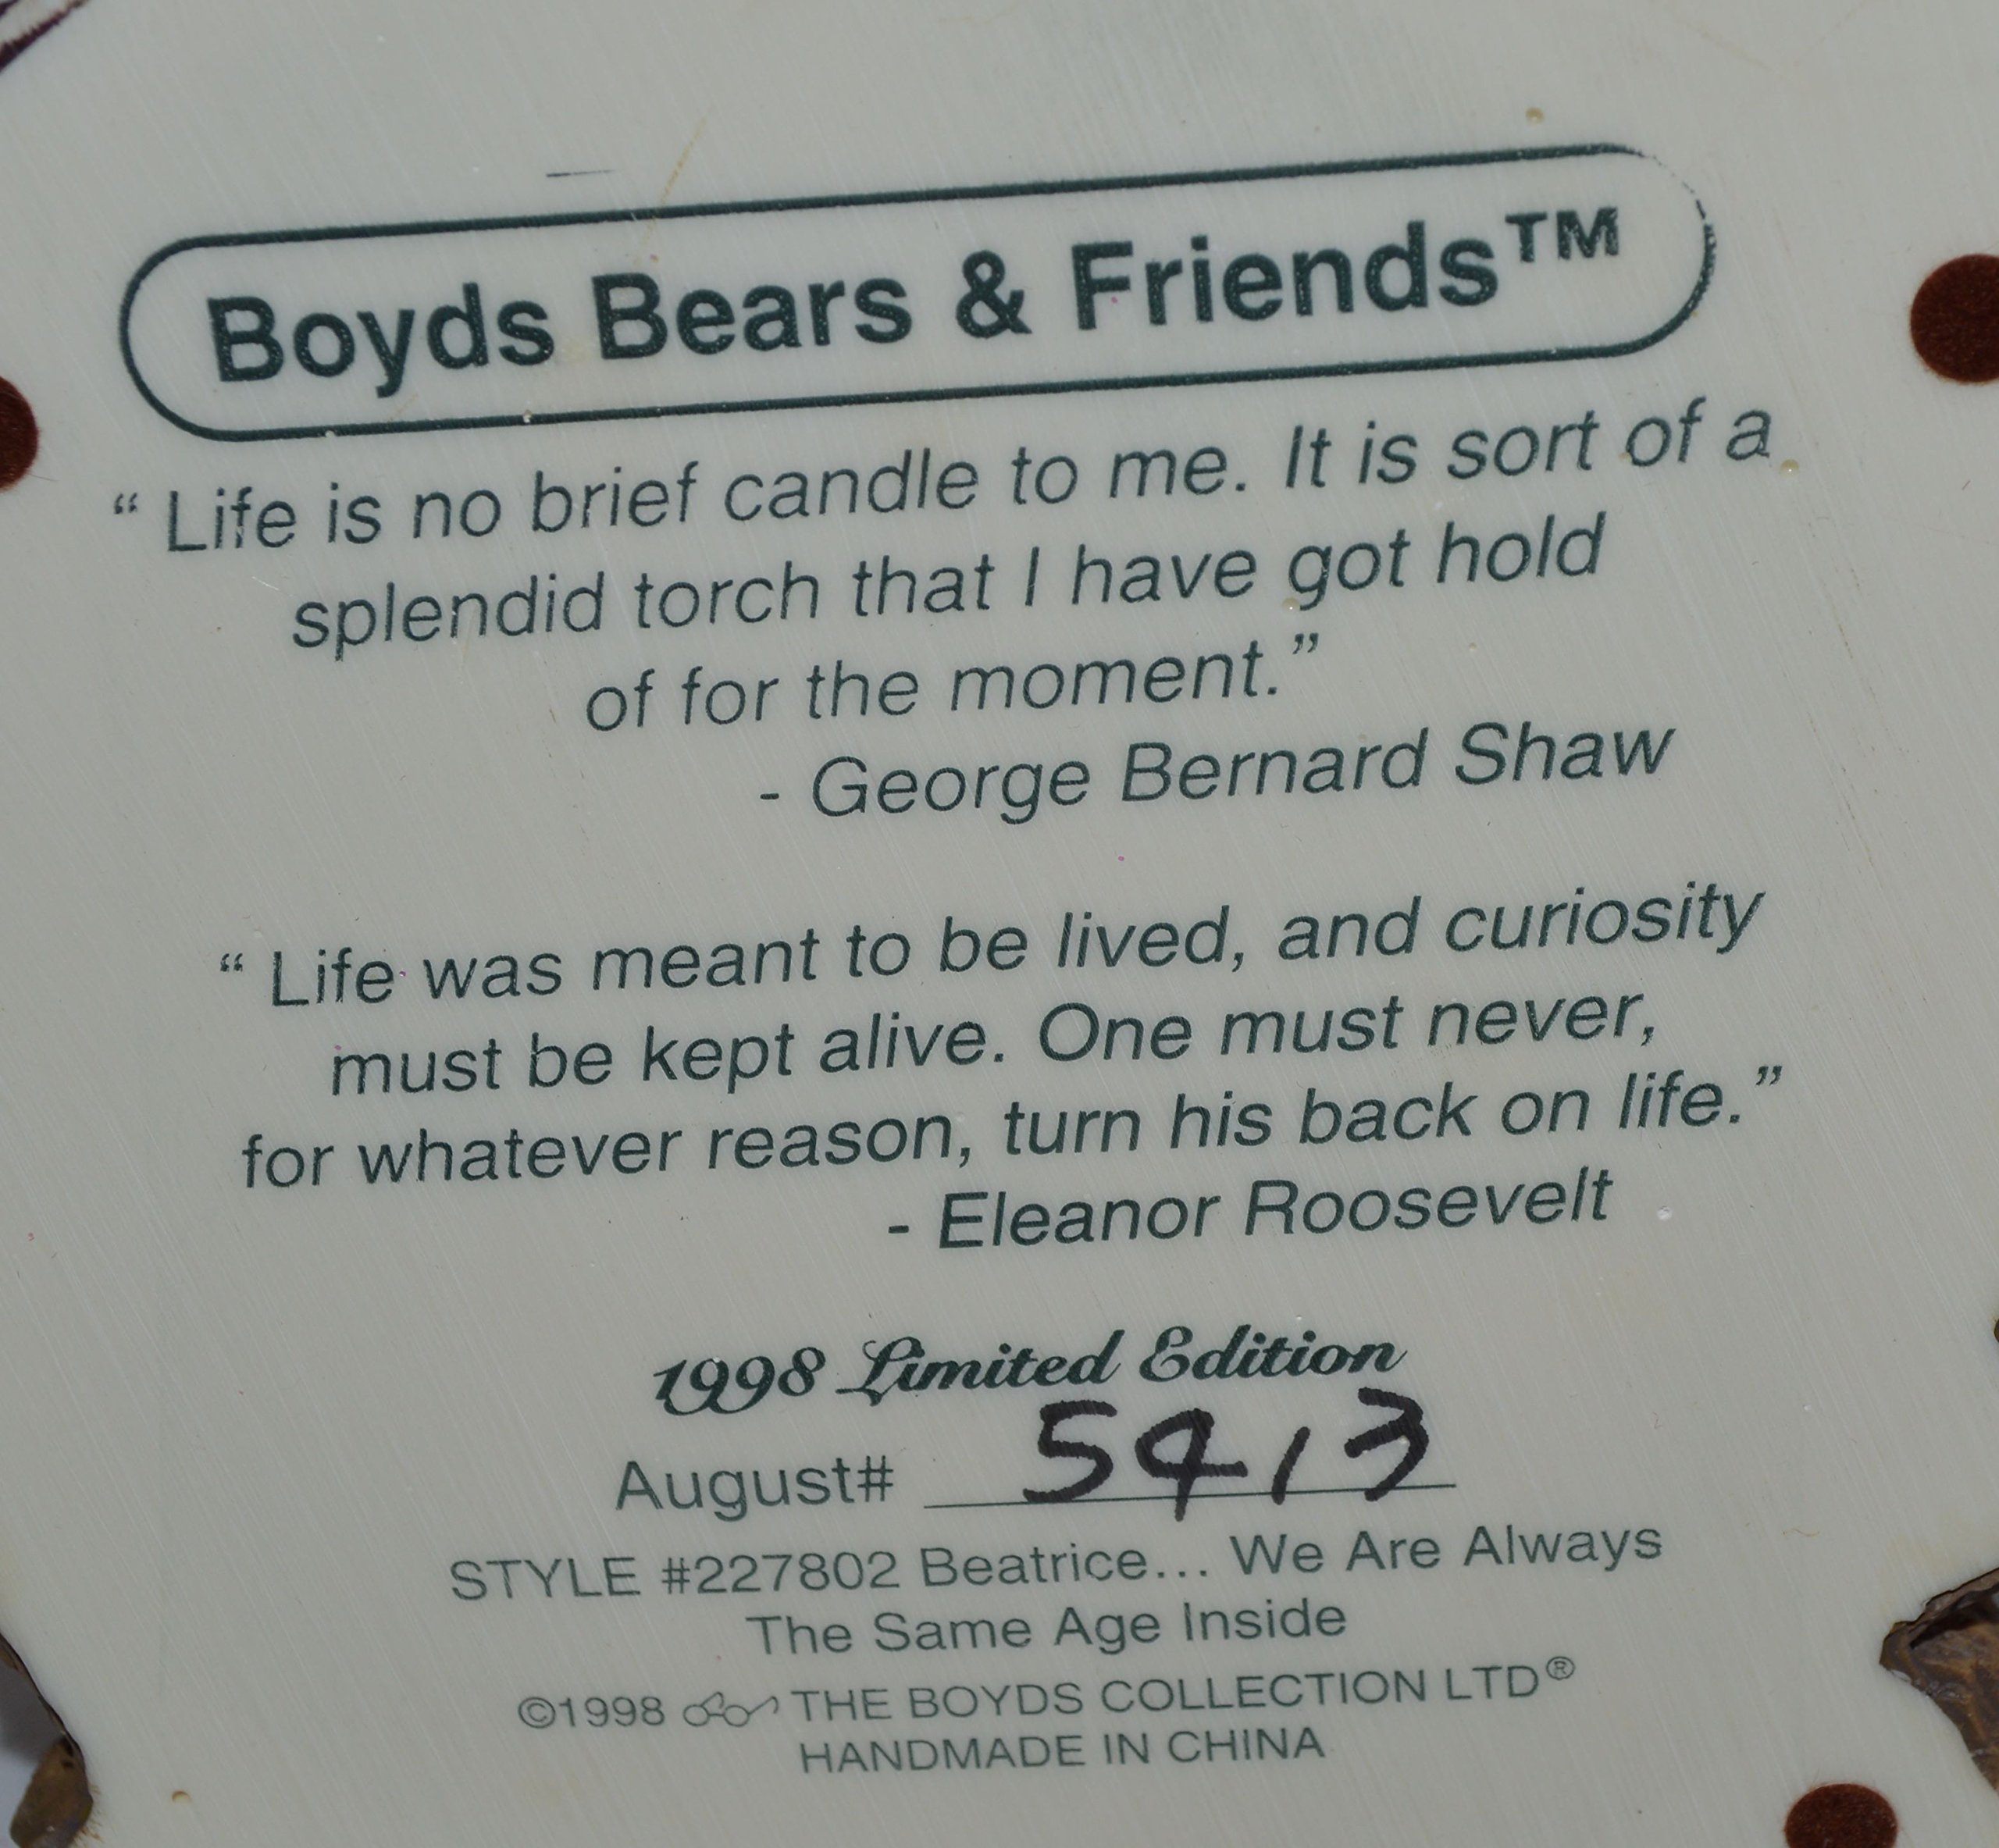 Boyds Bears & Friends™
“ Life is no brief candle to me. It is sort of a
splendid torch that I have got hold
of for the moment.”
- George Bernard Shaw
“ Life was meant to be lived, and curiosity
must be kept alive. One must never,
for whatever reason, turn his back on life.”
- Eleanor Roosevelt
1998 Limited Edition
August# 5413
STYLE #227802 Beatrice... We Are Always
The Same Age Inside
©1998 THE BOYDS COLLECTION LTD®
HANDMADE IN CHINA